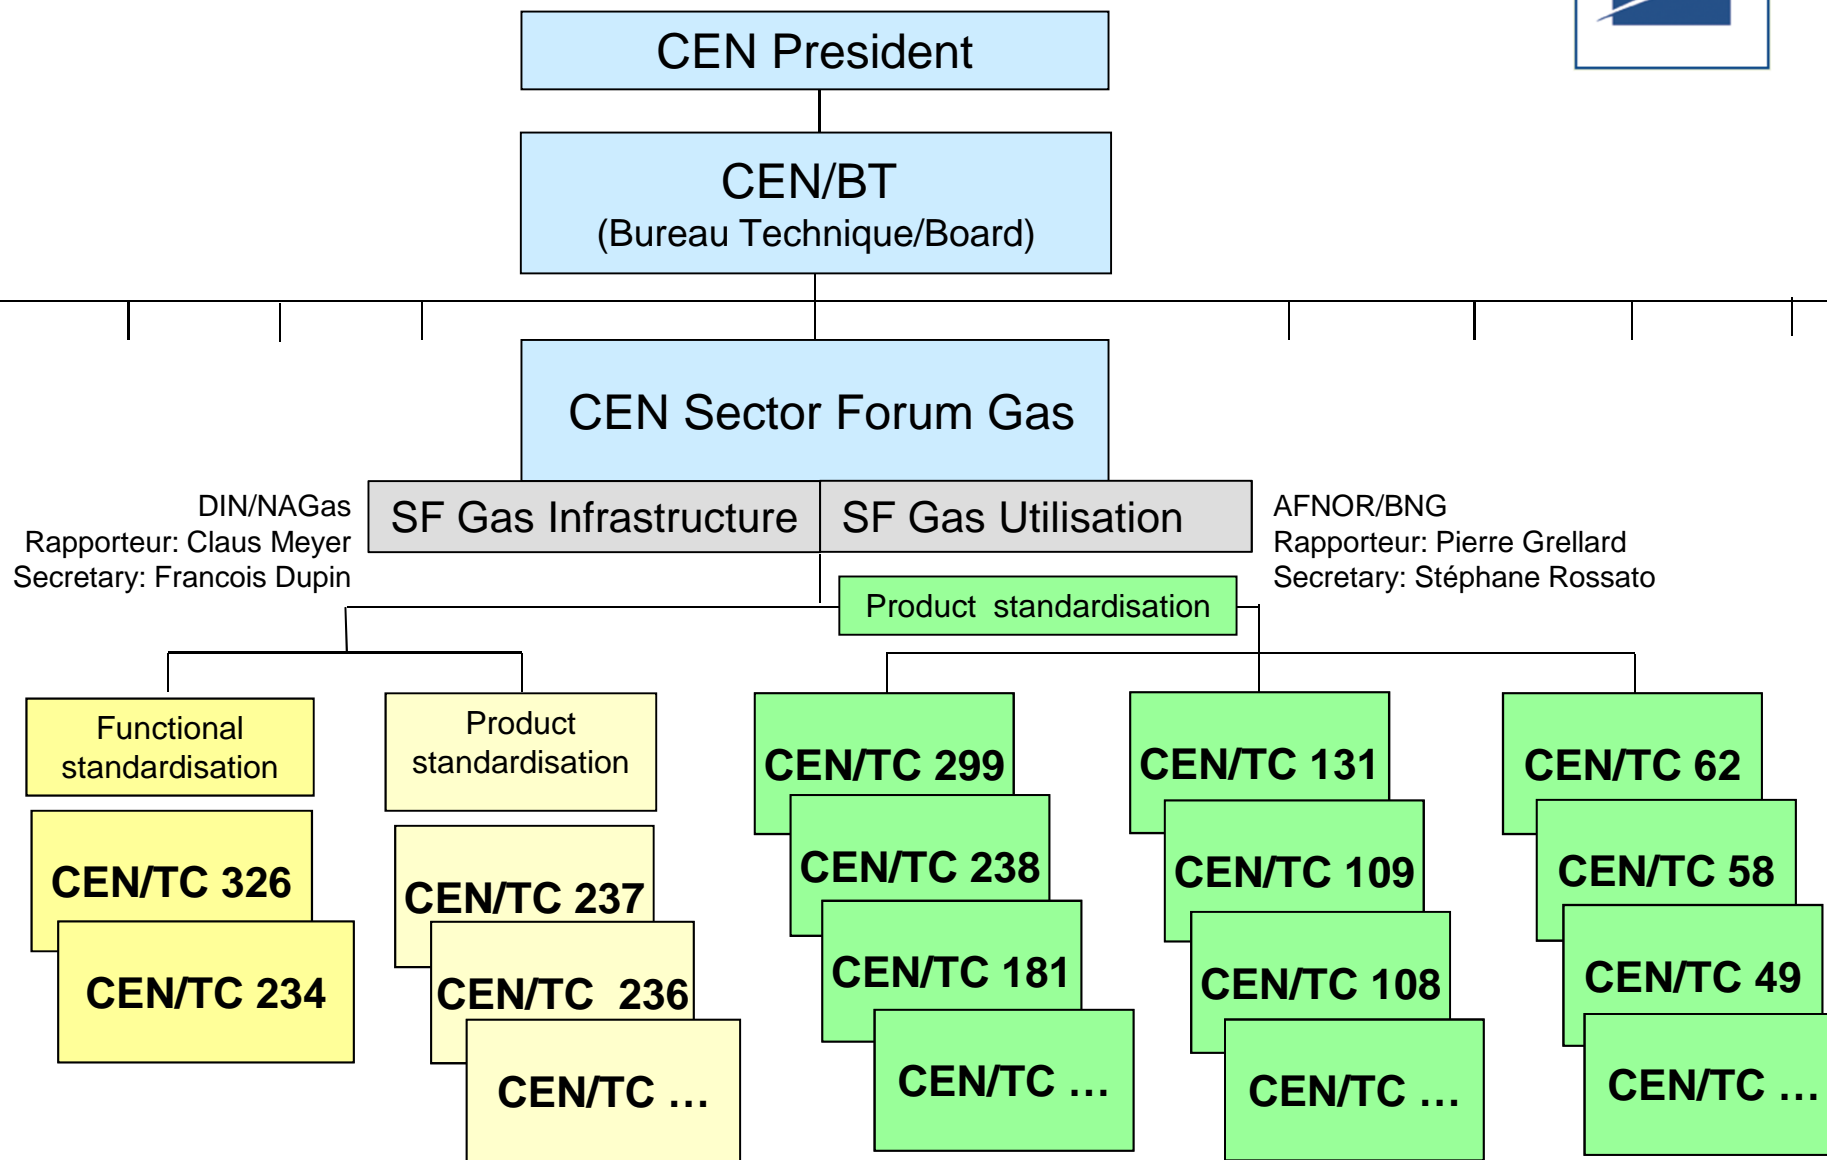 CEN President
CEN/BT
(Bureau Technique/Board)
CEN Sector Forum Gas
DIN/NAGas
Rapporteur: Claus Meyer
Secretary: Francois Dupin
SF Gas Infrastructure
SF Gas Utilisation
AFNOR/BNG
Rapporteur: Pierre Grellard
Secretary: Stéphane Rossato
Product standardisation
Functional
standardisation
CEN/TC 326
CEN/TC 234
Product
standardisation
CEN/TC 237
CEN/TC 236
CEN/TC ...
CEN/TC 299
CEN/TC 238
CEN/TC 181
CEN/TC ...
CEN/TC 131
CEN/TC 109
CEN/TC 108
CEN/TC ...
CEN/TC 62
CEN/TC 58
CEN/TC 49
CEN/TC ...